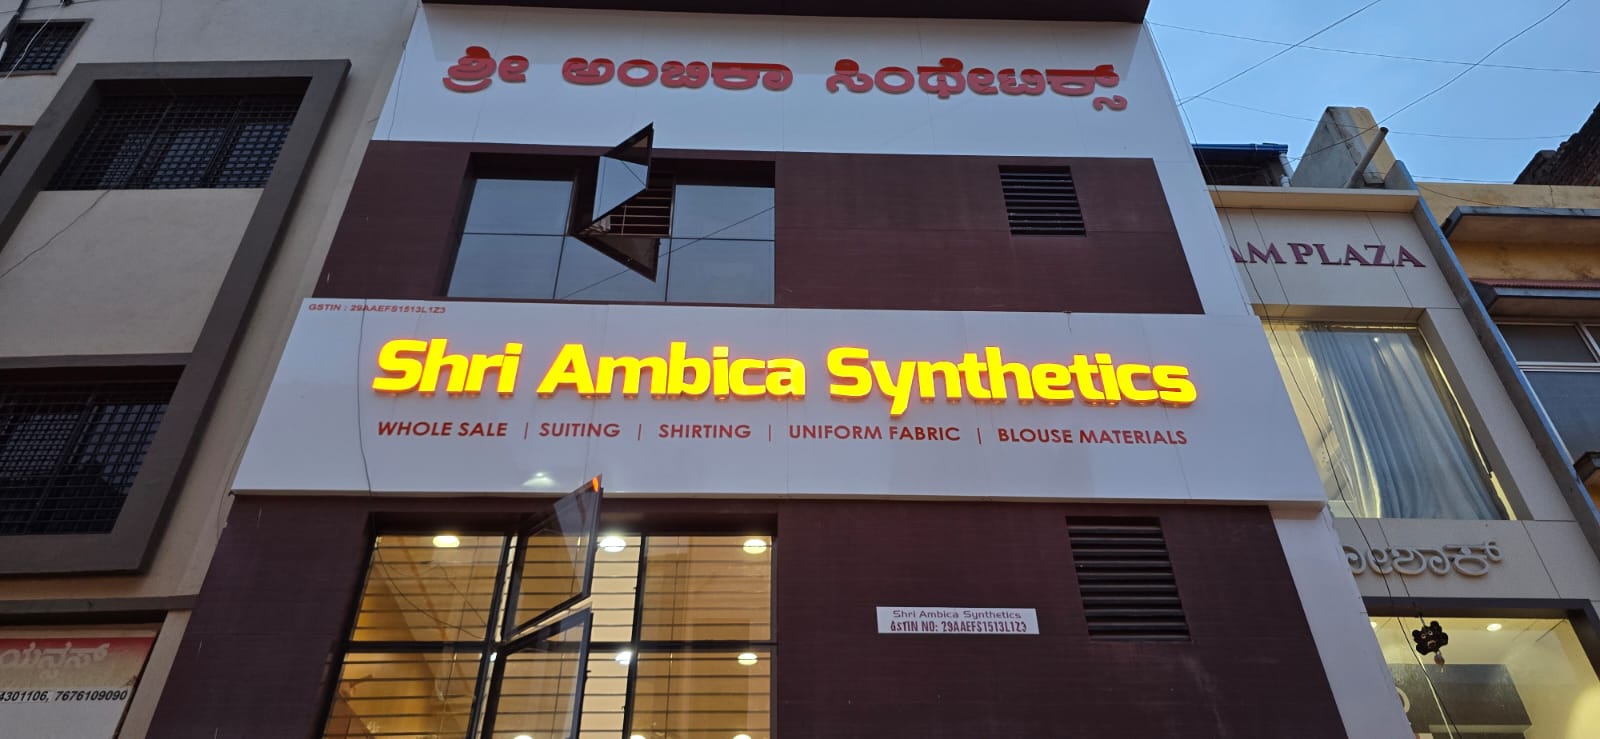 ಶ್ರೀ ಅಂಬಿಕಾ ಸಿಂಥೇಟಿಕ್ಸ್
GSTIN : 29AAEFS1513L1Z3
Shri Ambica Synthetics
WHOLE SALE | SUITING | SHIRTING | UNIFORM FABRIC | BLOUSE MATERIALS
Shri Ambica Synthetics
GSTIN NO: 29AAEFS1513L1Z3
PLAZA
7676109090